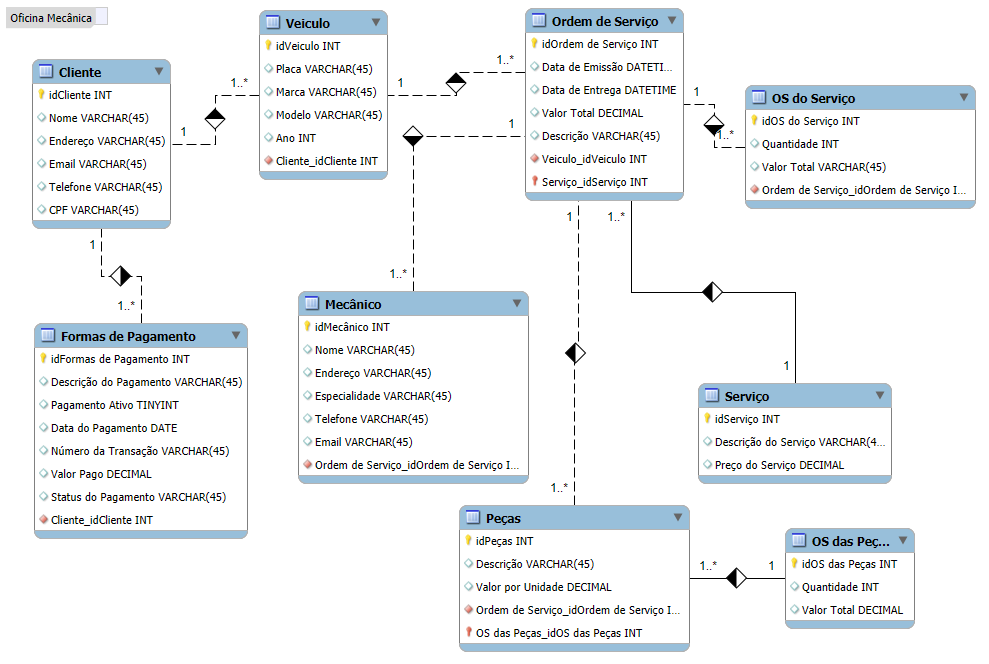 Oficina Mecânica
Cliente
idCliente INT
Nome VARCHAR(45)
Endereço VARCHAR(45)
Email VARCHAR(45)
Telefone VARCHAR(45)
CPF VARCHAR(45)
1
1..*
Veiculo
idVeiculo INT
Placa VARCHAR(45)
Marca VARCHAR(45)
Modelo VARCHAR(45)
Ano INT
Cliente_idCliente INT
1
1..*
Ordem de Serviço
idOrdem de Serviço INT
Data de Emissão DATETI...
Data de Entrega DATETIME
Valor Total DECIMAL
Descrição VARCHAR(45)
Veiculo_idVeiculo INT
Serviço_idServiço INT
1
1..*
OS do Serviço
idOS do Serviço INT
Quantidade INT
Valor Total VARCHAR(45)
Ordem de Serviço_idOrdem de Serviço I...
1
1..*
Formas de Pagamento
idFormas de Pagamento INT
Descrição do Pagamento VARCHAR(45)
Pagamento Ativo TINYINT
Data do Pagamento DATE
Número da Transação VARCHAR(45)
Valor Pago DECIMAL
Status do Pagamento VARCHAR(45)
Cliente_idCliente INT
1
1..*
Mecânico
idMecânico INT
Nome VARCHAR(45)
Endereço VARCHAR(45)
Especialidade VARCHAR(45)
Telefone VARCHAR(45)
Email VARCHAR(45)
Ordem de Serviço_idOrdem de Serviço I...
1..*
1
Serviço
idServiço INT
Descrição do Serviço VARCHAR(4...
Preço do Serviço DECIMAL
1
1..*
Peças
idPeças INT
Descrição VARCHAR(45)
Valor por Unidade DECIMAL
Ordem de Serviço_idOrdem de Serviço I...
OS das Peças_idOS das Peças INT
1..*
1
OS das Peç...
idOS das Peças INT
Quantidade INT
Valor Total DECIMAL